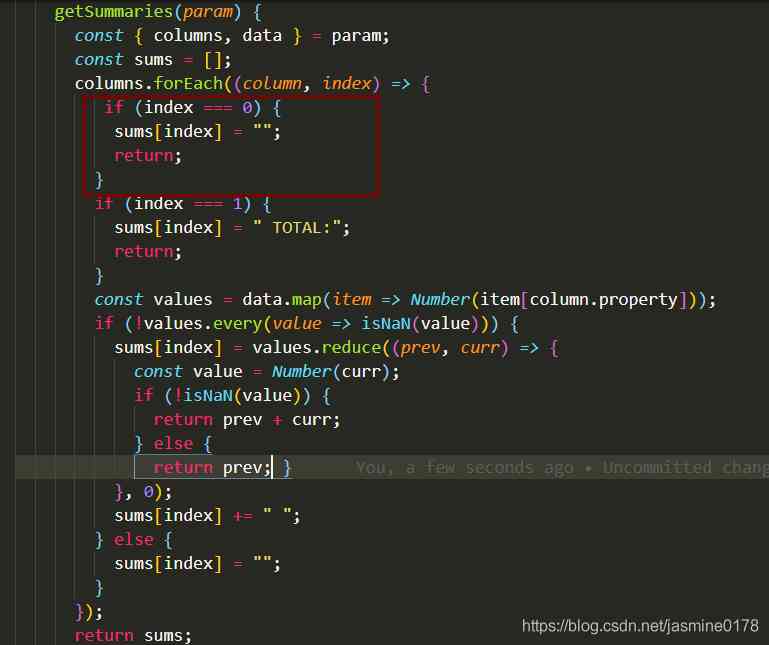 getSummaries(param) {
const { columns, data } = param;
const sums = [];
columns.forEach((column, index) => {
if (index === 0) {
sums[index] = "";
return;
}
if (index === 1) {
sums[index] = " TOTAL:";
return;
}
const values = data.map(item => Number(item[column.property]));
if (!values.every(value => isNaN(value))) {
sums[index] = values.reduce((prev, curr) => {
const value = Number(curr);
if (!isNaN(value)) {
return prev + curr;
} else {
return prev; } You, a few seconds ago • Uncommitted chang
}, 0);
sums[index] += " ";
} else {
sums[index] = "";
}
});
return sums;
https://blog.csdn.net/jasmine0178